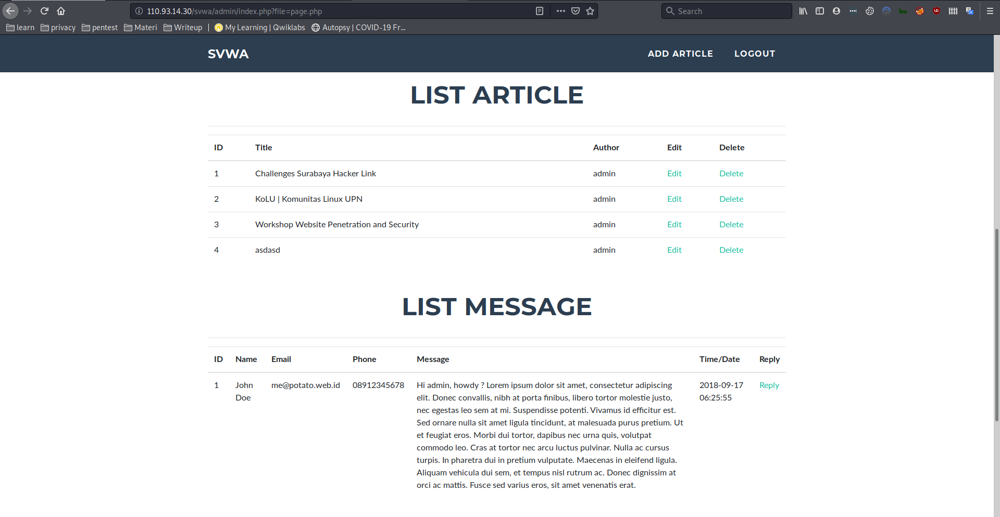 110.93.14.30/svwa/admin/index.php?file=page.php
Search
learn privacy pentest Materi Writeup | My Learning | Qwiklabs Autopsy | COVID-19 Fr...
SVWA ADD ARTICLE LOGOUT
LIST ARTICLE
ID Title Author Edit Delete
1 Challenges Surabaya Hacker Link admin Edit Delete
2 KoLU | Komunitas Linux UPN admin Edit Delete
3 Workshop Website Penetration and Security admin Edit Delete
4 asdasd admin Edit Delete
LIST MESSAGE
ID Name Email Phone Message Time/Date Reply
1 John Doe me@potato.web.id 08912345678 Hi admin, howdy ? Lorem ipsum dolor sit amet, consectetur adipiscing
elit. Donec convallis, nibh at porta finibus, libero tortor molestie justo,
nec egestas leo sem at mi. Suspendisse potenti. Vivamus id efficitur est.
Sed ornare nulla sit amet ligula tincidunt, at malesuada purus pretium. Ut
et feugiat eros. Morbi dui tortor, dapibus nec urna quis, volutpat
commodo leo. Cras at tortor nec arcu luctus pulvinar. Nulla ac cursus
turpis. In pharetra dui in pretium vulputate. Maecenas in eleifend ligula.
Aliquam vehicula dui sem, et tempus nisl rutrum ac. Donec dignissim at
orci ac mattis. Fusce sed varius eros, sit amet venenatis erat.
2018-09-17
06:25:55
Reply